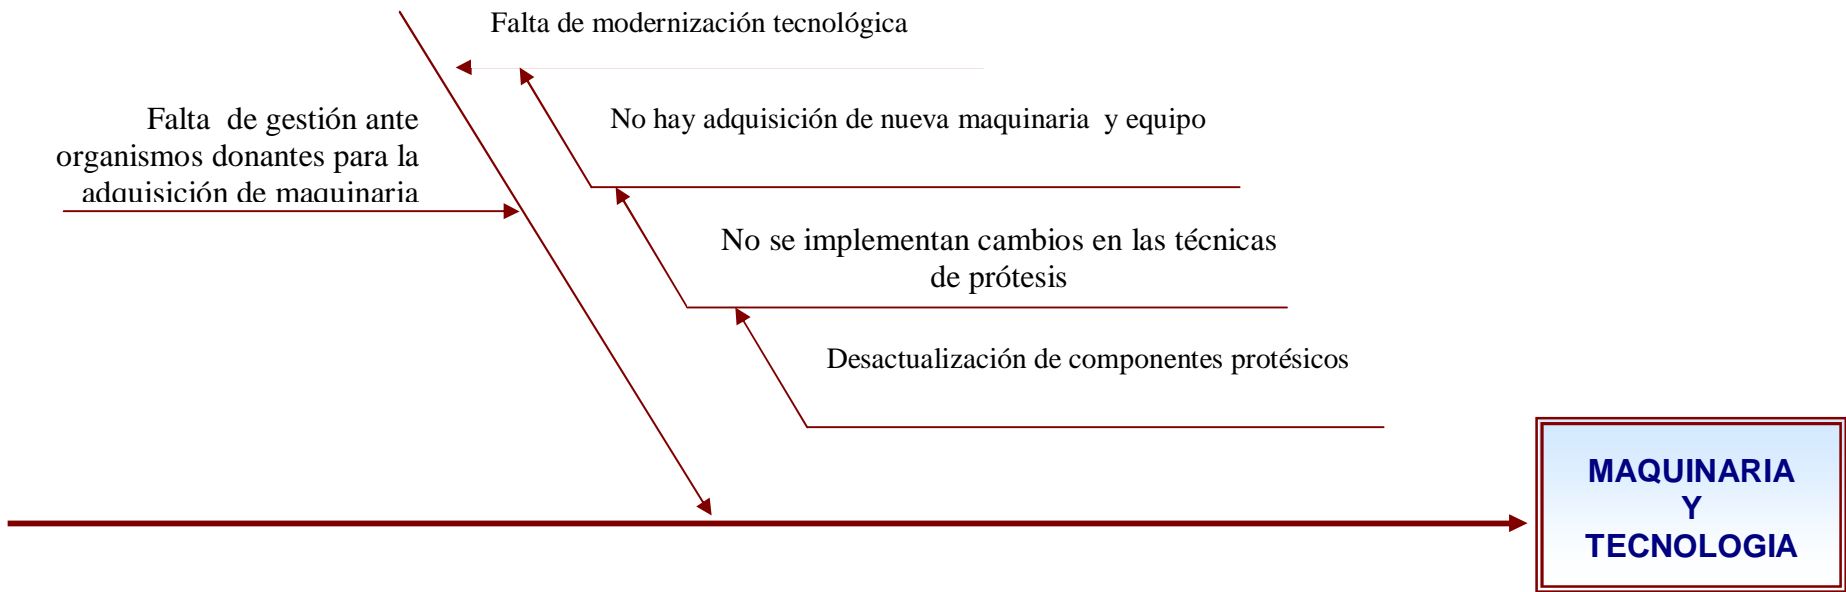 Falta de modernización tecnológica
Falta de gestión ante
organismos donantes para la
adquisición de maquinaria
No hay adquisición de nueva maquinaria y equipo
No se implementan cambios en las técnicas
de prótesis
Desactualización de componentes protésicos
MAQUINARIA
Y
TECNOLOGIA